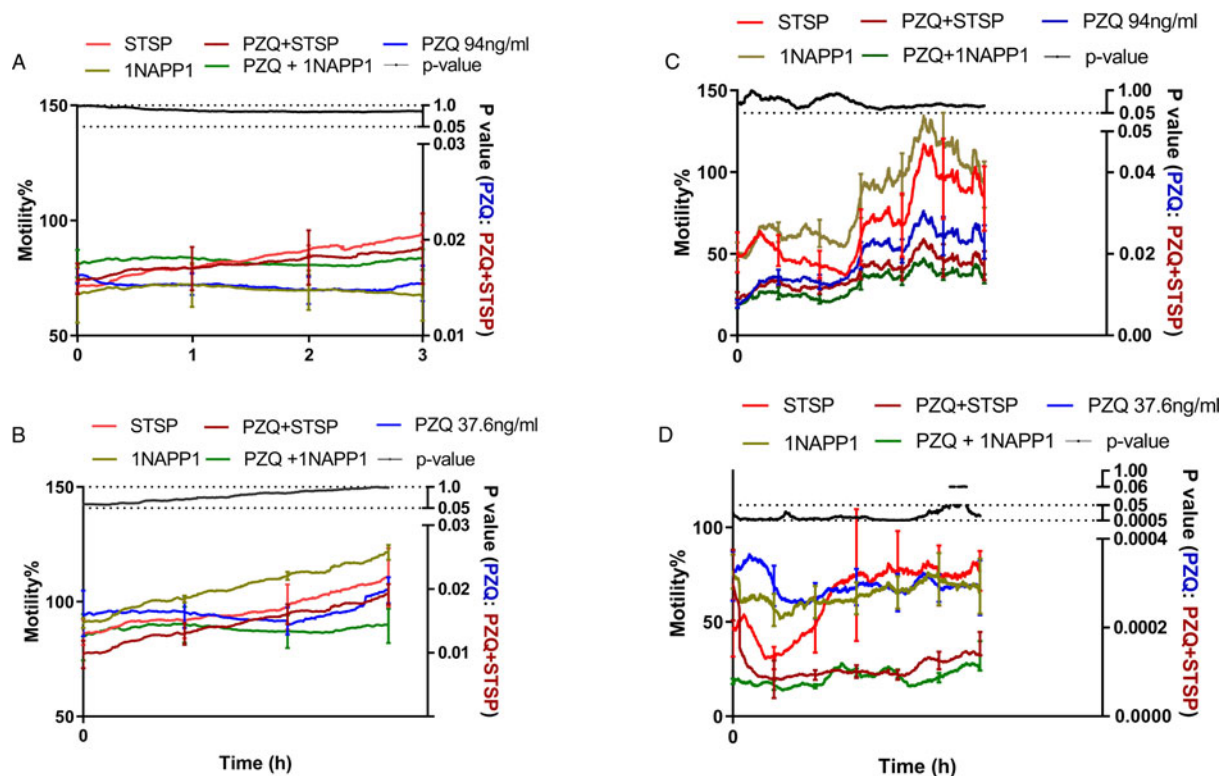 A
STSP PZQ+STSP PZQ 94ng/ml
1NAPP1 PZQ + 1NAPP1 p-value
150
100
50
Motility%
0 1 2 3
1.0
0.05
0.03
0.02
0.01
P value (PZQ: PZQ+STSP)
B
STSP PZQ+STSP PZQ 37.6ng/ml
1NAPP1 PZQ +1NAPP1 p-value
150
100
50
Motility%
0
Time (h)
1.0
0.05
0.03
0.02
0.01
P value (PZQ: PZQ+STSP)
C
STSP PZQ+STSP PZQ 94ng/ml
1NAPP1 PZQ+1NAPP1 p-value
150
100
50
0
Motility%
0
1.00
0.05
0.05
0.04
0.02
0.00
P value (PZQ: PZQ+STSP)
D
STSP PZQ+STSP PZQ 37.6ng/ml
1NAPP1 PZQ + 1NAPP1 p-value
100
50
0
Motility%
0
Time (h)
1.00
0.06
0.05
0.0005
0.0004
0.0002
0.0000
P value (PZQ: PZQ+STSP)